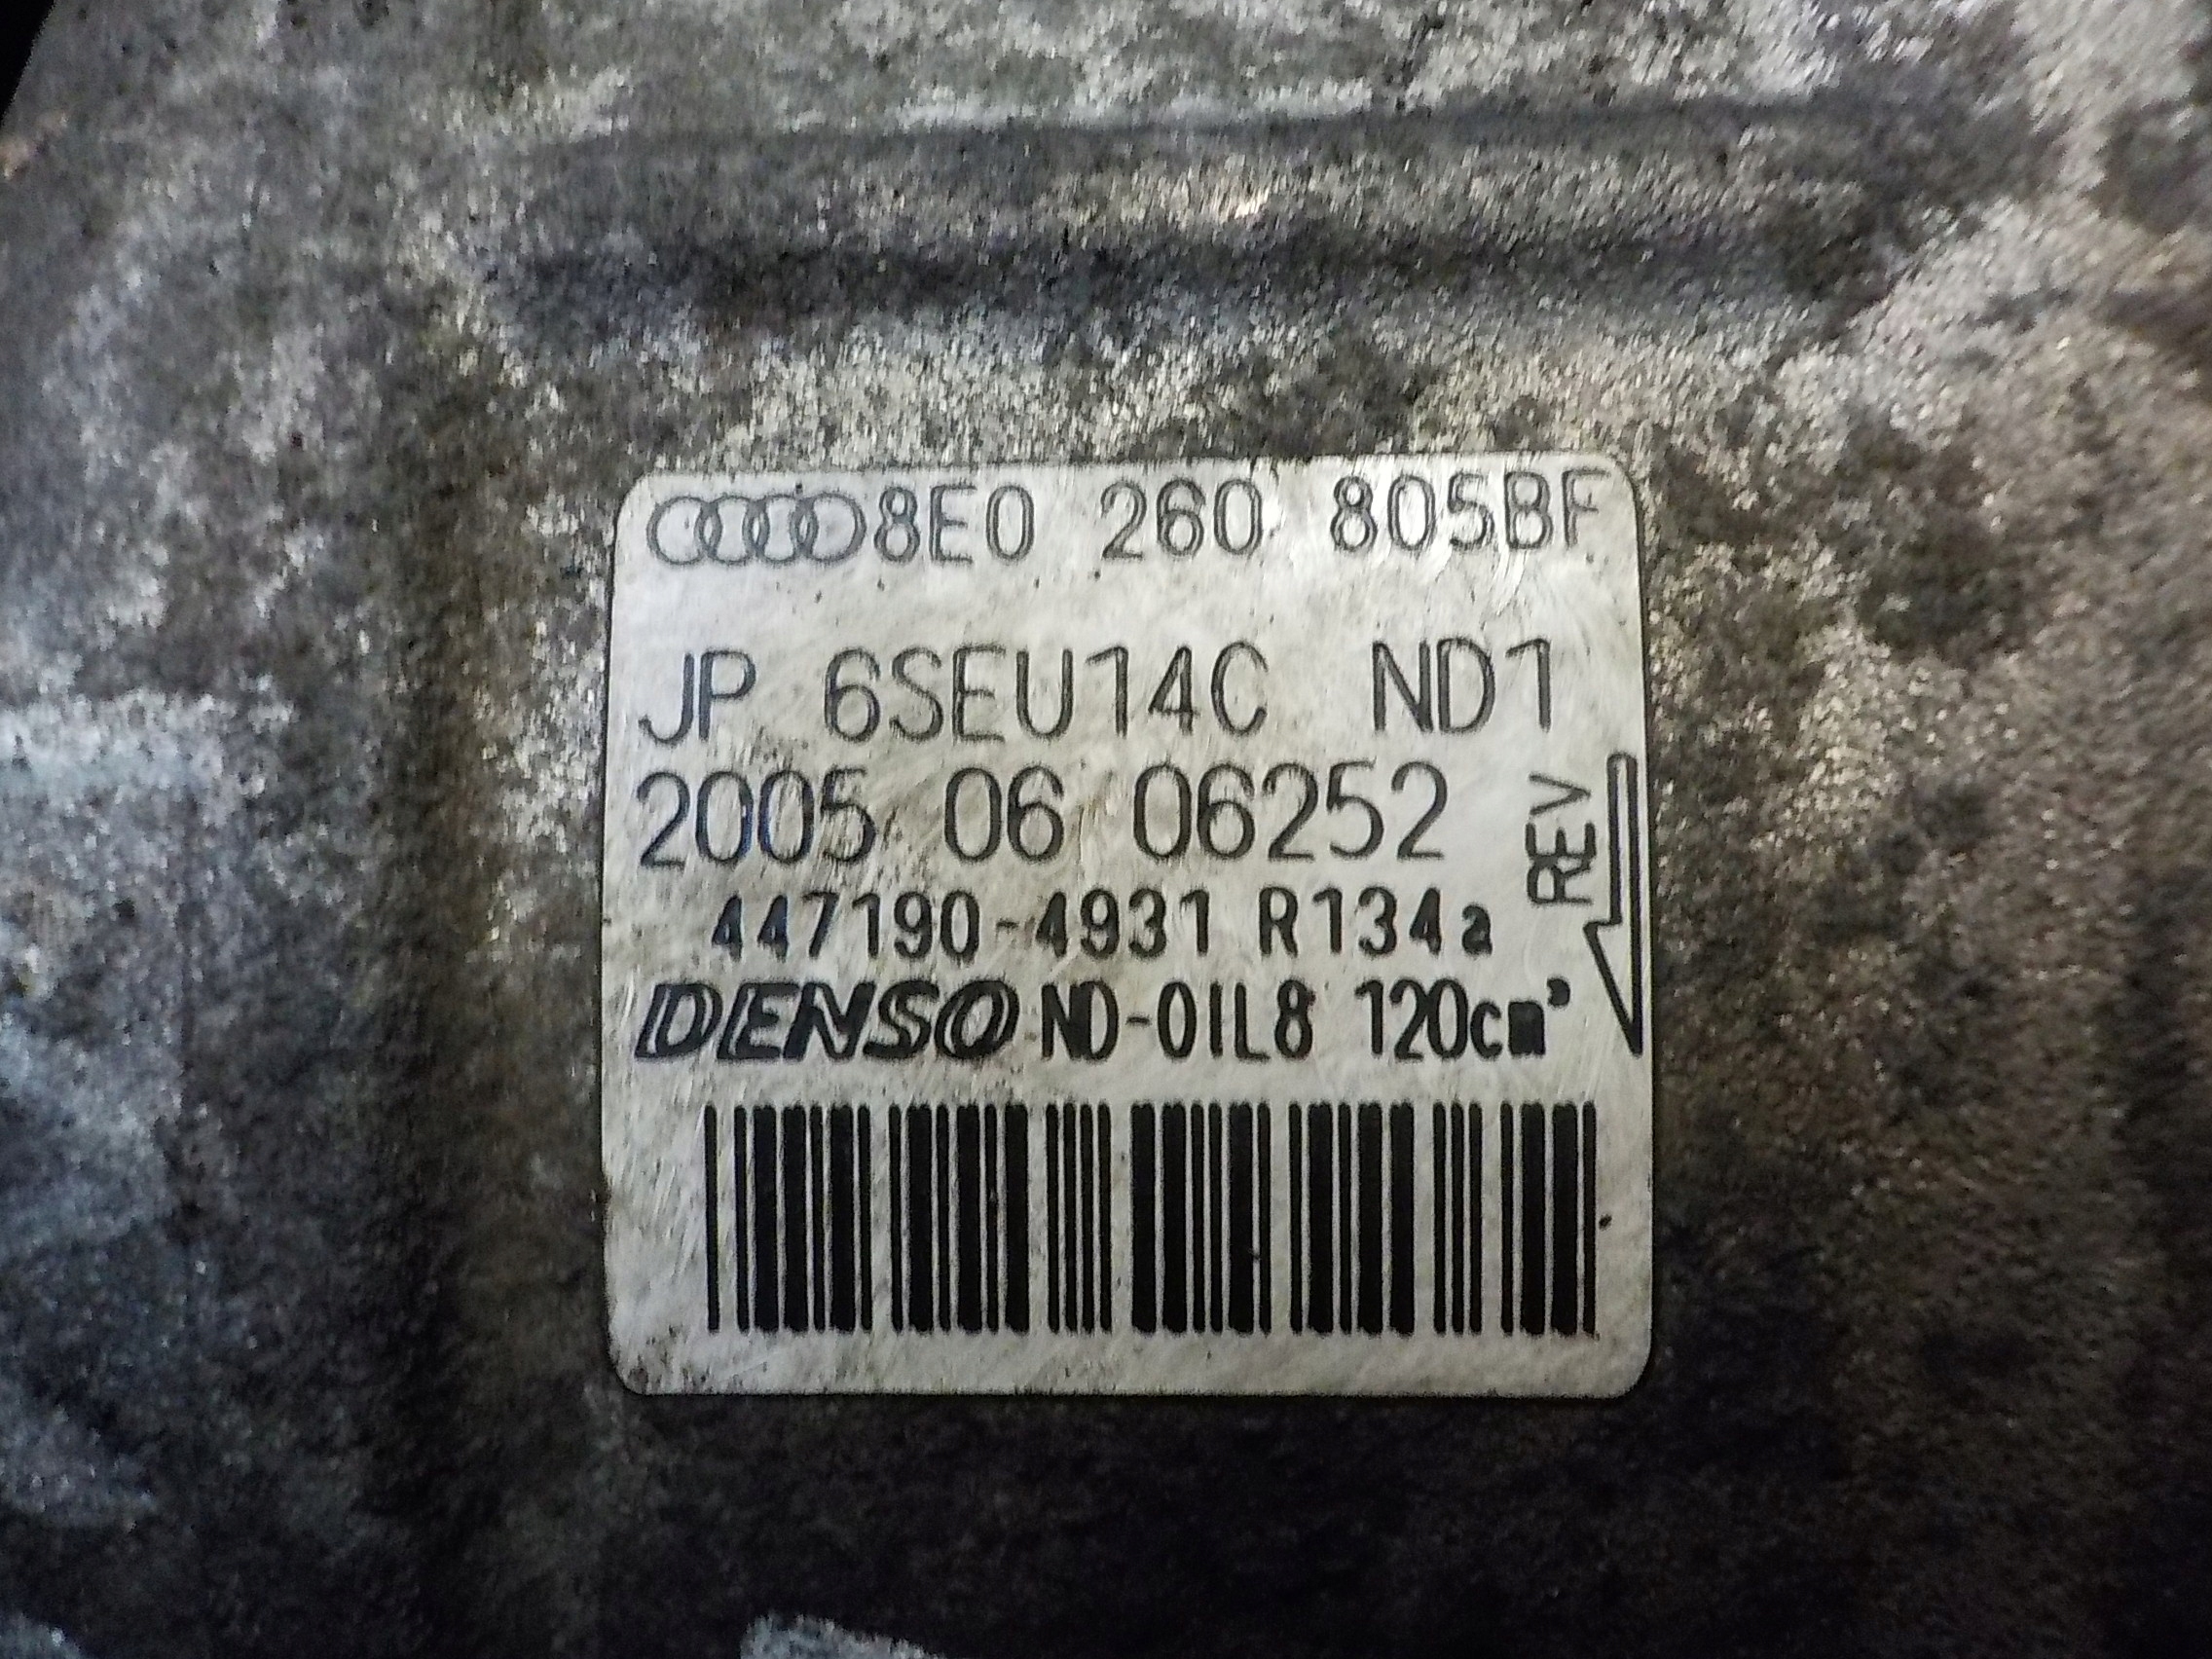 8E0 260 805BF
JP 6SEU14C ND1
2005 06 06252
REV
447190-4931 R134a
DENSO ND-OIL8 120cm³